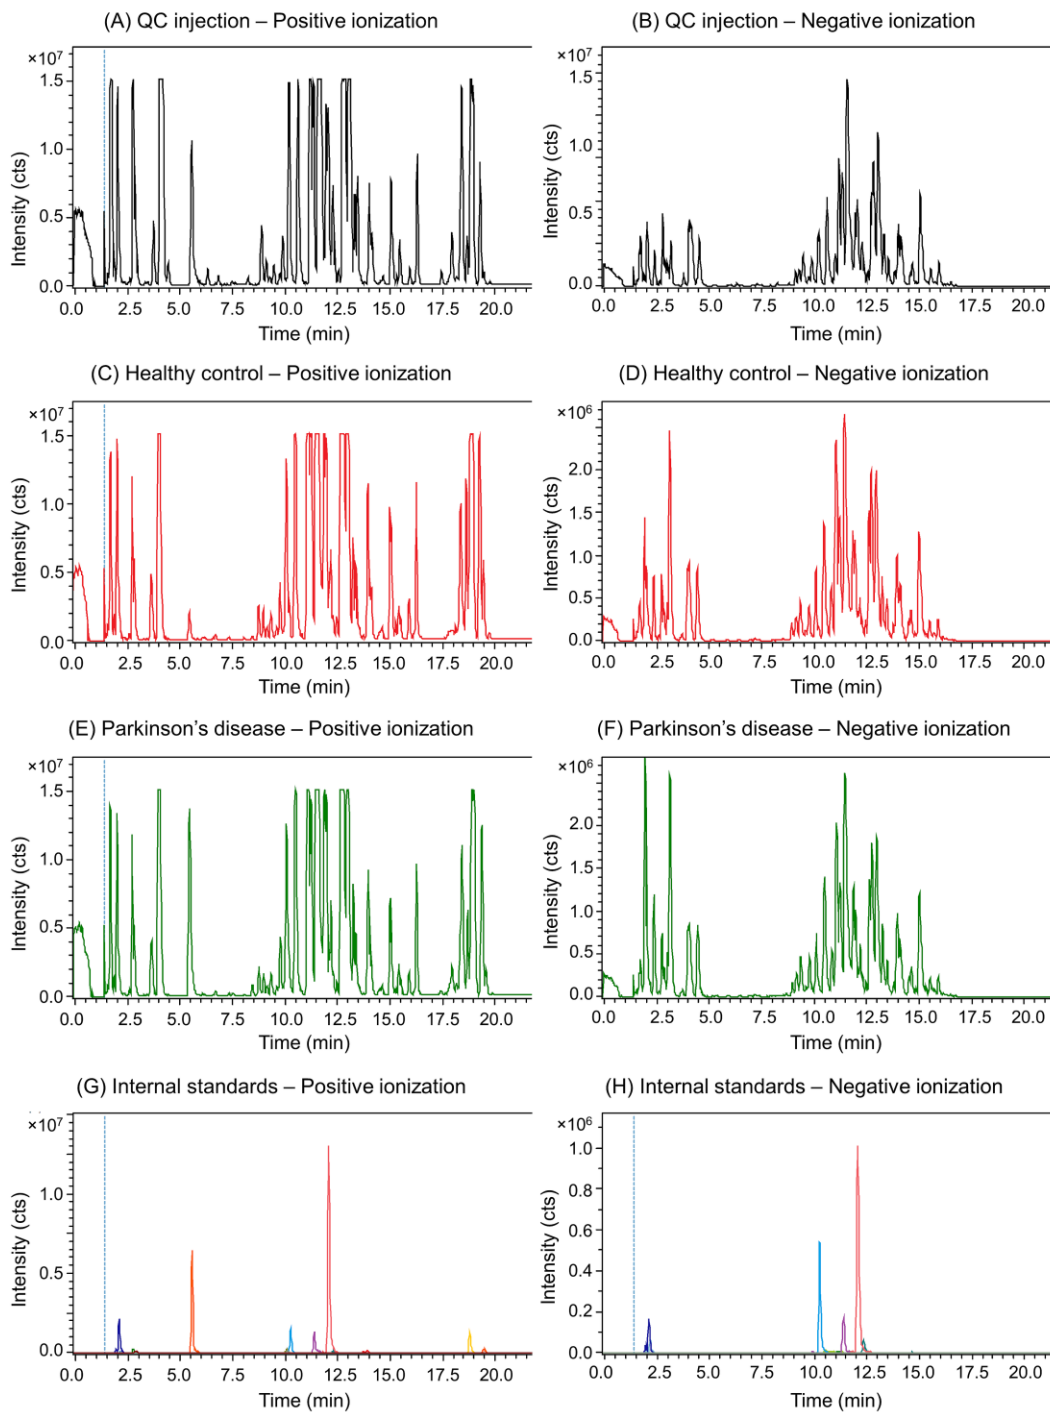 (A) QC injection – Positive ionization
(B) QC injection – Negative ionization
×10⁷
1.5
1.0
0.5
0.0
Intensity (cts)
0.0 2.5 5.0 7.5 10.0 12.5 15.0 17.5 20.0
Time (min)
×10⁷
1.5
1.0
0.5
0.0
Intensity (cts)
0.0 2.5 5.0 7.5 10.0 12.5 15.0 17.5 20.0
Time (min)
(C) Healthy control – Positive ionization
(D) Healthy control – Negative ionization
×10⁷
1.5
1.0
0.5
0.0
Intensity (cts)
0.0 2.5 5.0 7.5 10.0 12.5 15.0 17.5 20.0
Time (min)
×10⁶
2.0
1.5
1.0
0.5
0.0
Intensity (cts)
0.0 2.5 5.0 7.5 10.0 12.5 15.0 17.5 20.0
Time (min)
(E) Parkinson’s disease – Positive ionization
(F) Parkinson’s disease – Negative ionization
×10⁷
1.5
1.0
0.5
0.0
Intensity (cts)
0.0 2.5 5.0 7.5 10.0 12.5 15.0 17.5 20.0
Time (min)
×10⁶
2.0
1.5
1.0
0.5
0.0
Intensity (cts)
0.0 2.5 5.0 7.5 10.0 12.5 15.0 17.5 20.0
Time (min)
(G) Internal standards – Positive ionization
(H) Internal standards – Negative ionization
×10⁷
1.0
0.5
0.0
Intensity (cts)
0.0 2.5 5.0 7.5 10.0 12.5 15.0 17.5 20.0
Time (min)
×10⁶
1.0
0.8
0.6
0.4
0.2
0.0
Intensity (cts)
0.0 2.5 5.0 7.5 10.0 12.5 15.0 17.5 20.0
Time (min)